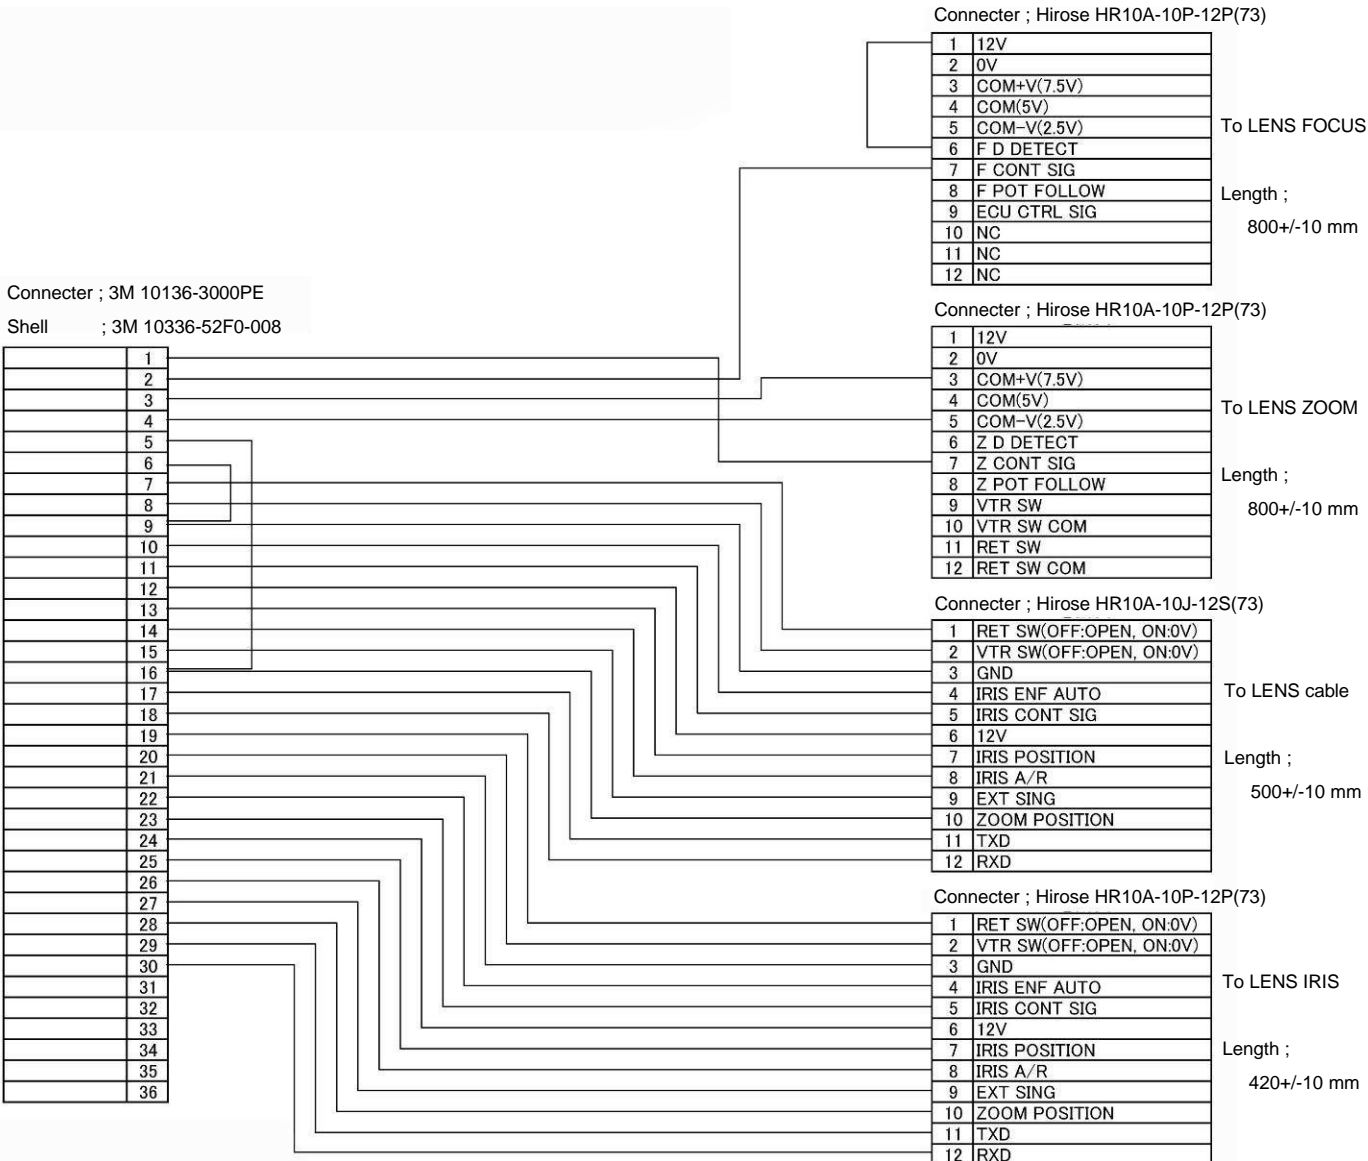 Connecter ; Hirose HR10A-10P-12P(73)
1 12V
2 0V
3 COM+V(7.5V)
4 COM(5V)
5 COM-V(2.5V)
6 F D DETECT
7 F CONT SIG
8 F POT FOLLOW
9 ECU CTRL SIG
10 NC
11 NC
12 NC
To LENS FOCUS
Length ;
800+/-10 mm
Connecter ; 3M 10136-3000PE
Shell ; 3M 10336-52F0-008
1
2
3
4
5
6
7
8
9
10
11
12
13
14
15
16
17
18
19
20
21
22
23
24
25
26
27
28
29
30
31
32
33
34
35
36
Connecter ; Hirose HR10A-10P-12P(73)
1 12V
2 0V
3 COM+V(7.5V)
4 COM(5V)
5 COM-V(2.5V)
6 Z D DETECT
7 Z CONT SIG
8 Z POT FOLLOW
9 VTR SW
10 VTR SW COM
11 RET SW
12 RET SW COM
To LENS ZOOM
Length ;
800+/-10 mm
Connecter ; Hirose HR10A-10J-12S(73)
1 RET SW(OFF:OPEN, ON:0V)
2 VTR SW(OFF:OPEN, ON:0V)
3 GND
4 IRIS ENF AUTO
5 IRIS CONT SIG
6 12V
7 IRIS POSITION
8 IRIS A/R
9 EXT SING
10 ZOOM POSITION
11 TXD
12 RXD
To LENS cable
Length ;
500+/-10 mm
Connecter ; Hirose HR10A-10P-12P(73)
1 RET SW(OFF:OPEN, ON:0V)
2 VTR SW(OFF:OPEN, ON:0V)
3 GND
4 IRIS ENF AUTO
5 IRIS CONT SIG
6 12V
7 IRIS POSITION
8 IRIS A/R
9 EXT SING
10 ZOOM POSITION
11 TXD
12 RXD
To LENS IRIS
Length ;
420+/-10 mm